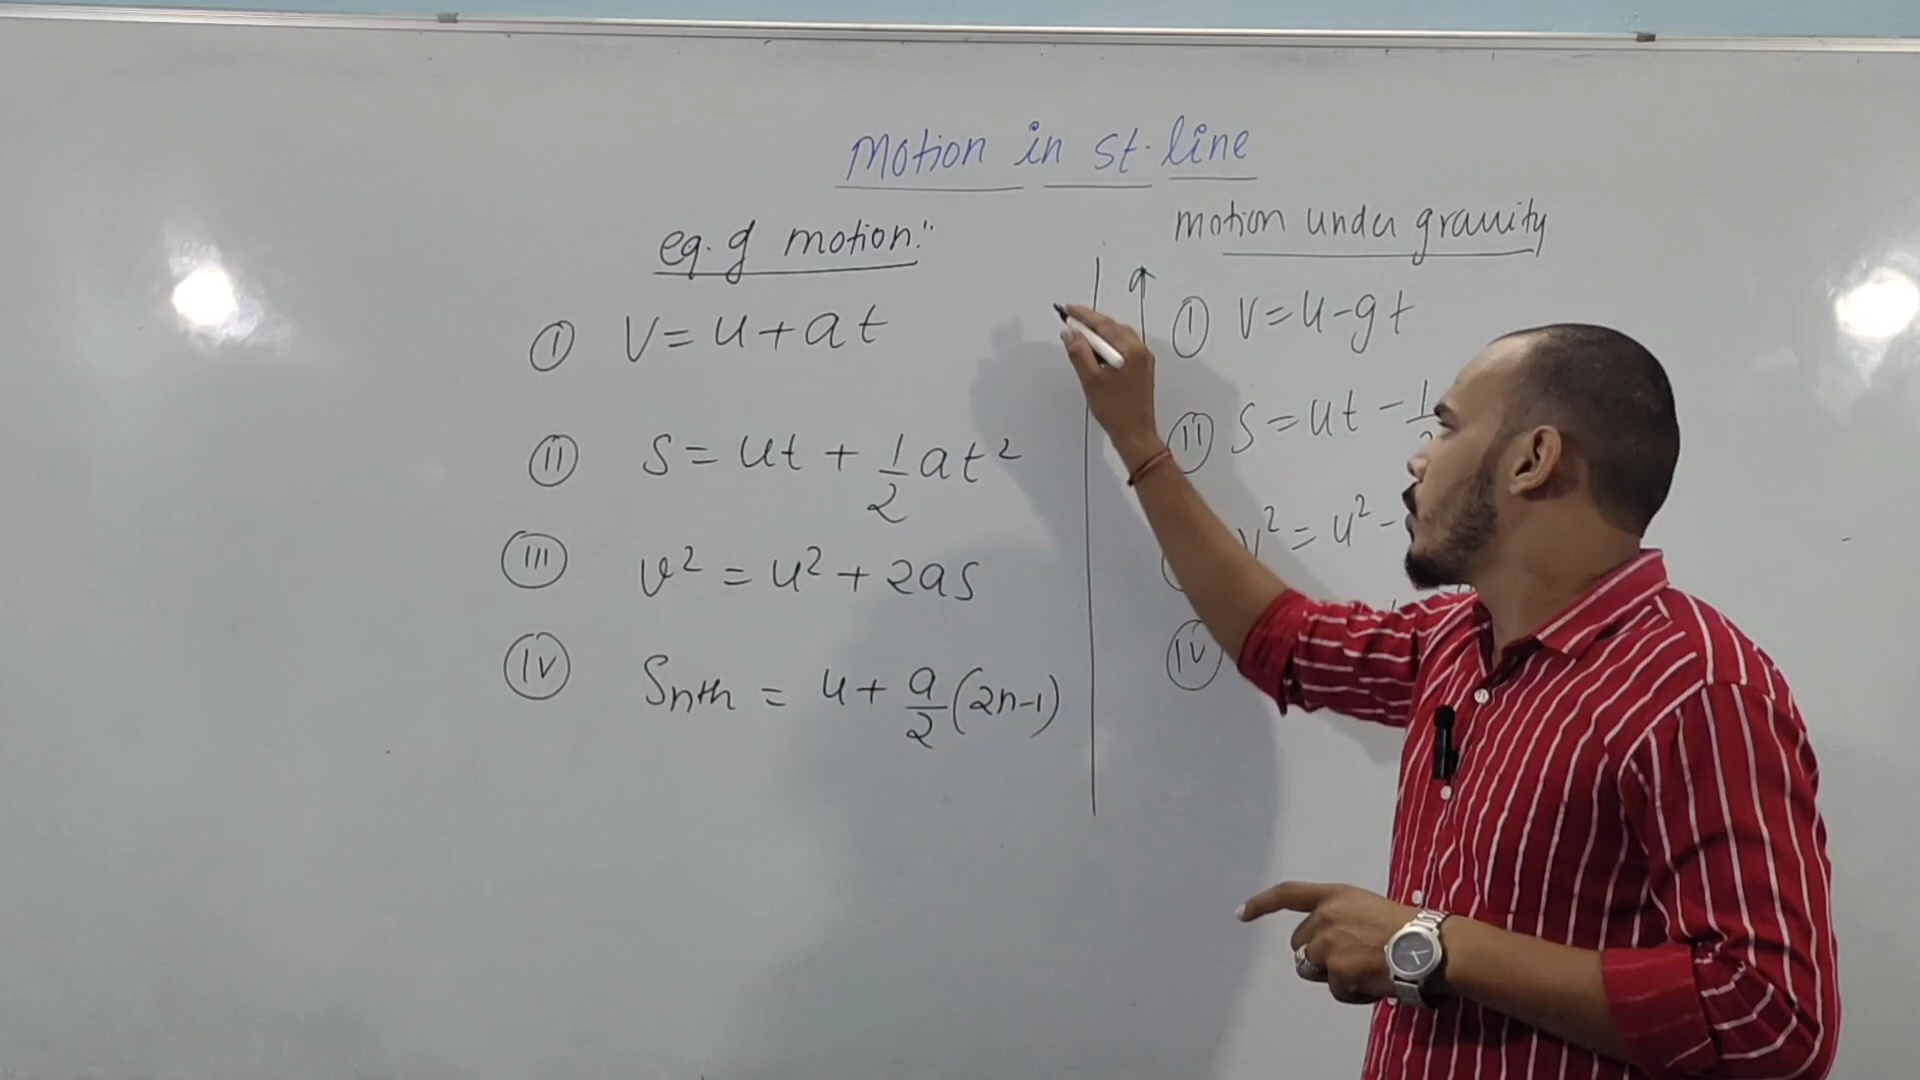 Motion in st. line
eq. of motion:"
(I) V = u + at
(II) S = ut + 1/2 at²
(III) v² = u² + 2as
(IV) Snth = u + a/2 (2n-1)
motion under gravity
(I) V = u - gt
(II) S = ut - 1
v² = u² -
(IV)